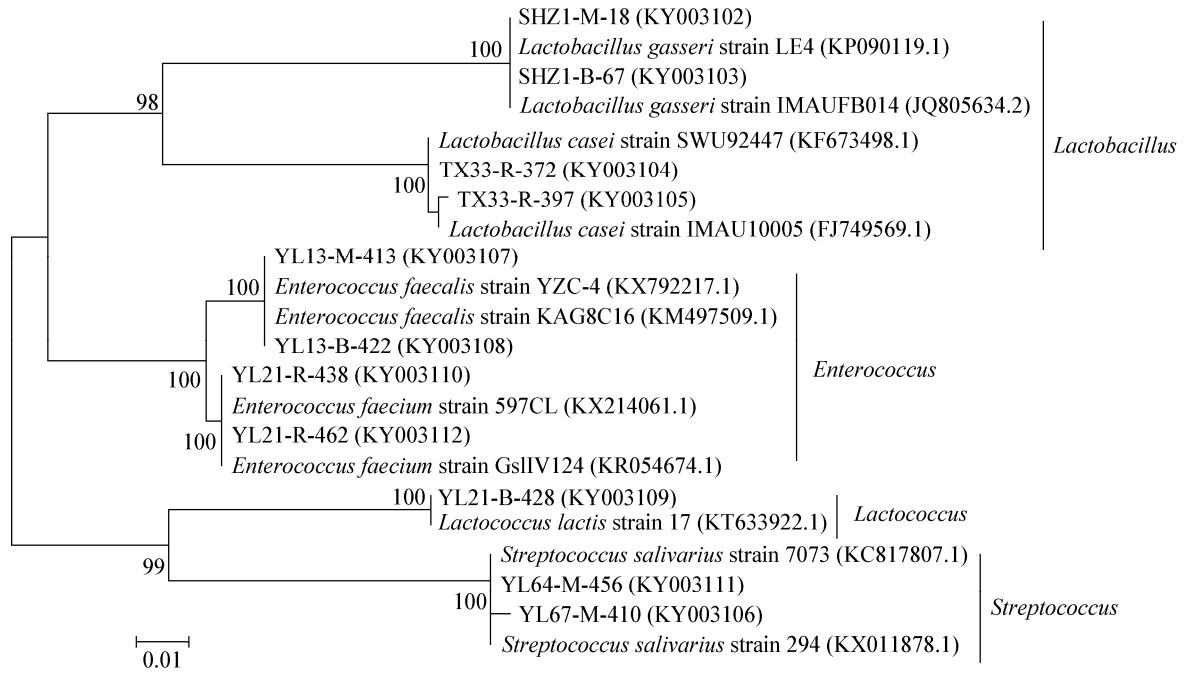 SHZ1-M-18 (KY003102)
100
Lactobacillus gasseri strain LE4 (KP090119.1)
SHZ1-B-67 (KY003103)
98
Lactobacillus gasseri strain IMAUFB014 (JQ805634.2)
Lactobacillus casei strain SWU92447 (KF673498.1)
Lactobacillus
TX33-R-372 (KY003104)
100
TX33-R-397 (KY003105)
Lactobacillus casei strain IMAU10005 (FJ749569.1)
YL13-M-413 (KY003107)
100
Enterococcus faecalis strain YZC-4 (KX792217.1)
Enterococcus faecalis strain KAG8C16 (KM497509.1)
YL13-B-422 (KY003108)
Enterococcus
100
YL21-R-438 (KY003110)
Enterococcus faecium strain 597CL (KX214061.1)
100
YL21-R-462 (KY003112)
Enterococcus faecium strain GslIV124 (KR054674.1)
100
YL21-B-428 (KY003109)
Lactococcus lactis strain 17 (KT633922.1)
Lactococcus
99
Streptococcus salivarius strain 7073 (KC817807.1)
YL64-M-456 (KY003111)
100
Streptococcus
YL67-M-410 (KY003106)
Streptococcus salivarius strain 294 (KX011878.1)
0.01